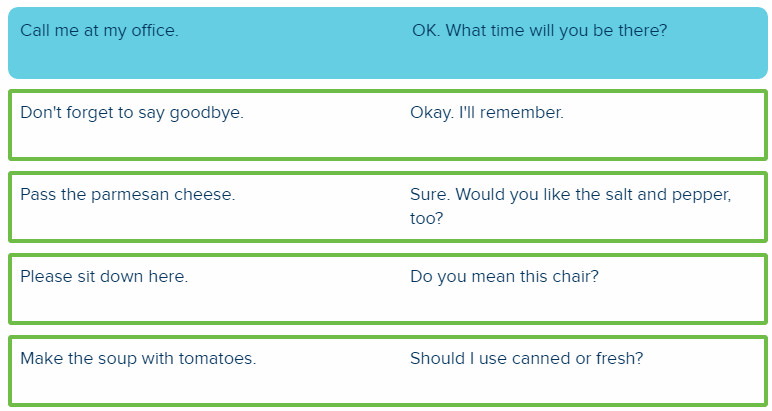 Call me at my office.
OK. What time will you be there?
Don't forget to say goodbye.
Okay. I'll remember.
Pass the parmesan cheese.
Sure. Would you like the salt and pepper,
too?
Please sit down here.
Do you mean this chair?
Make the soup with tomatoes.
Should I use canned or fresh?